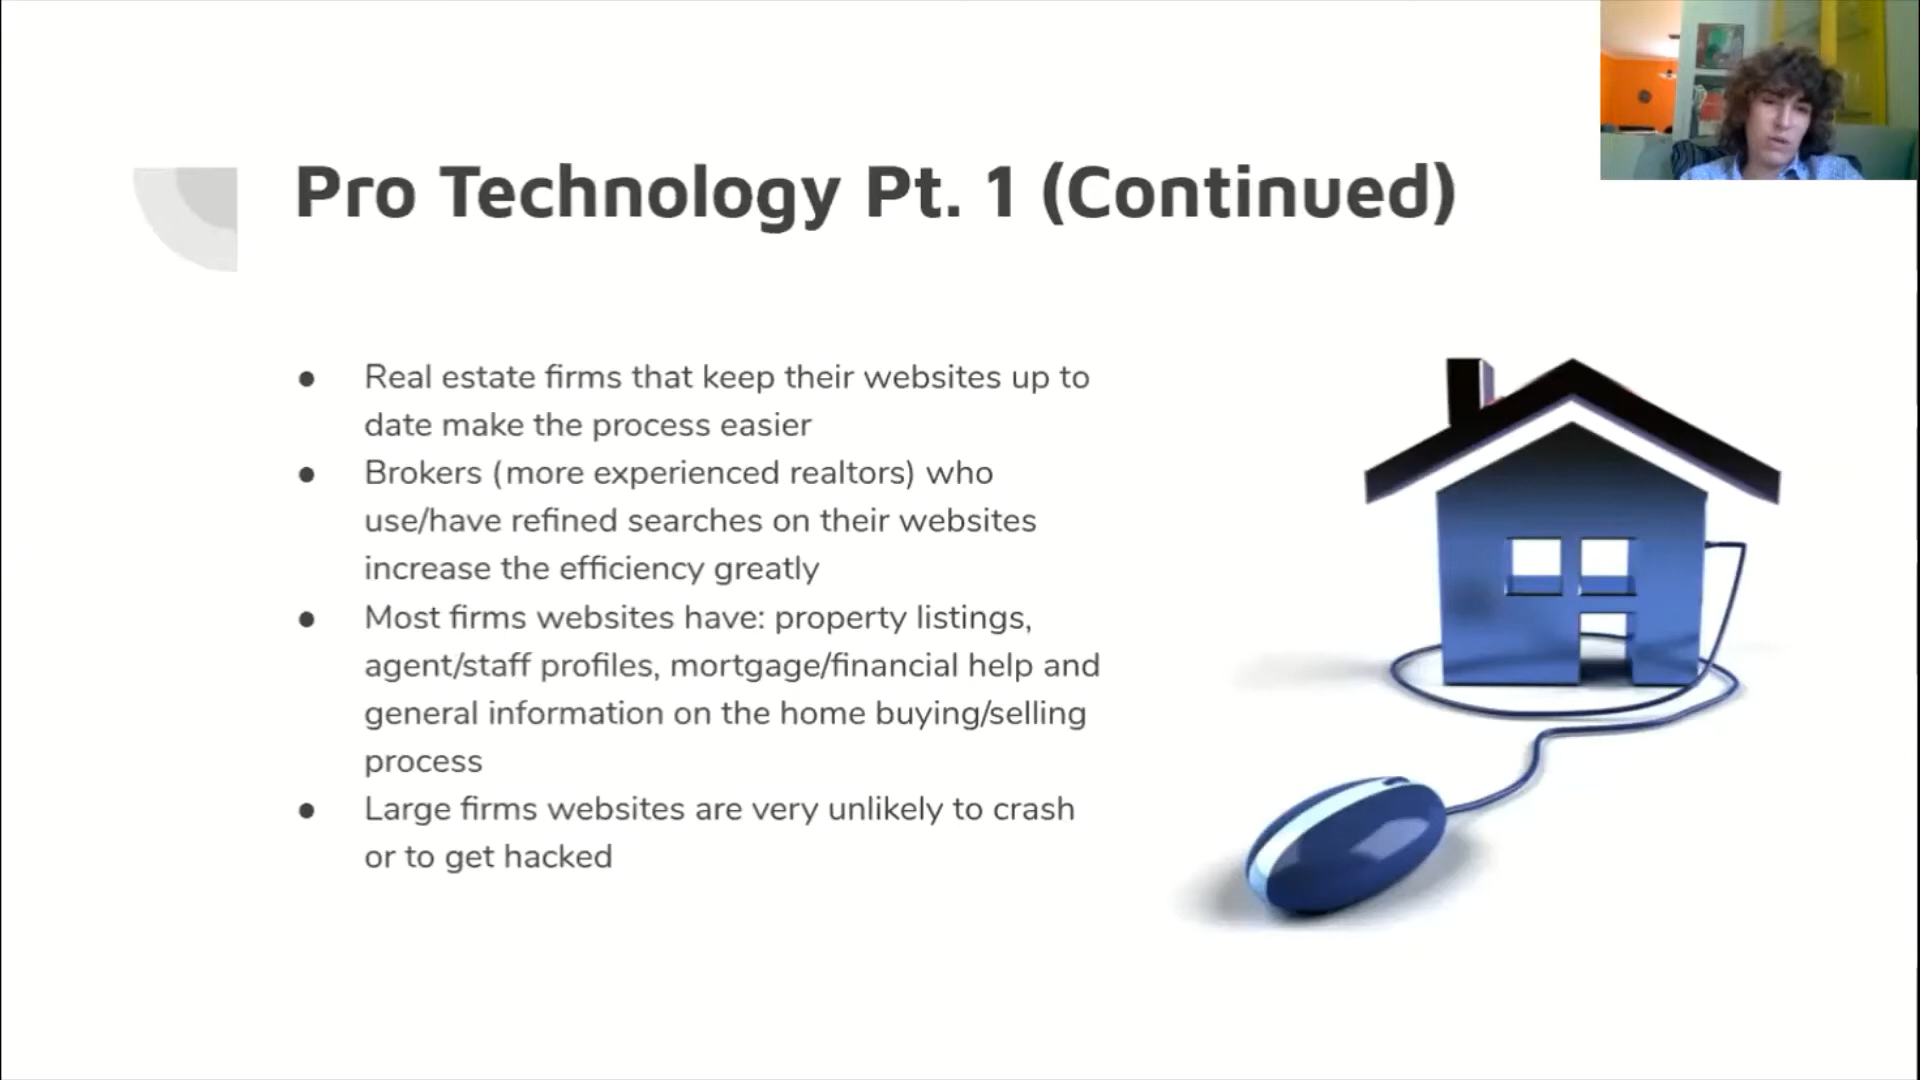 Pro Technology Pt. 1 (Continued)
● Real estate firms that keep their websites up to
date make the process easier
● Brokers (more experienced realtors) who
use/have refined searches on their websites
increase the efficiency greatly
● Most firms websites have: property listings,
agent/staff profiles, mortgage/financial help and
general information on the home buying/selling
process
● Large firms websites are very unlikely to crash
or to get hacked